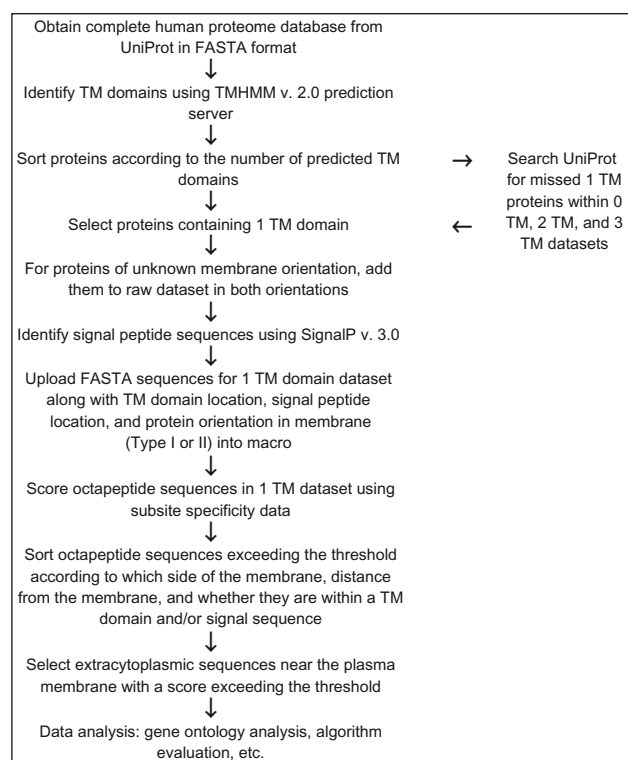 Obtain complete human proteome database from
UniProt in FASTA format
↓
Identify TM domains using TMHMM v. 2.0 prediction
server
↓
Sort proteins according to the number of predicted TM
domains
→
Search UniProt
for missed 1 TM
proteins within 0
TM, 2 TM, and 3
TM datasets
←
↓
Select proteins containing 1 TM domain
↓
For proteins of unknown membrane orientation, add
them to raw dataset in both orientations
↓
Identify signal peptide sequences using SignalP v. 3.0
↓
Upload FASTA sequences for 1 TM domain dataset
along with TM domain location, signal peptide
location, and protein orientation in membrane
(Type I or II) into macro
↓
Score octapeptide sequences in 1 TM dataset using
subsite specificity data
↓
Sort octapeptide sequences exceeding the threshold
according to which side of the membrane, distance
from the membrane, and whether they are within a TM
domain and/or signal sequence
↓
Select extracytoplasmic sequences near the plasma
membrane with a score exceeding the threshold
↓
Data analysis: gene ontology analysis, algorithm
evaluation, etc.